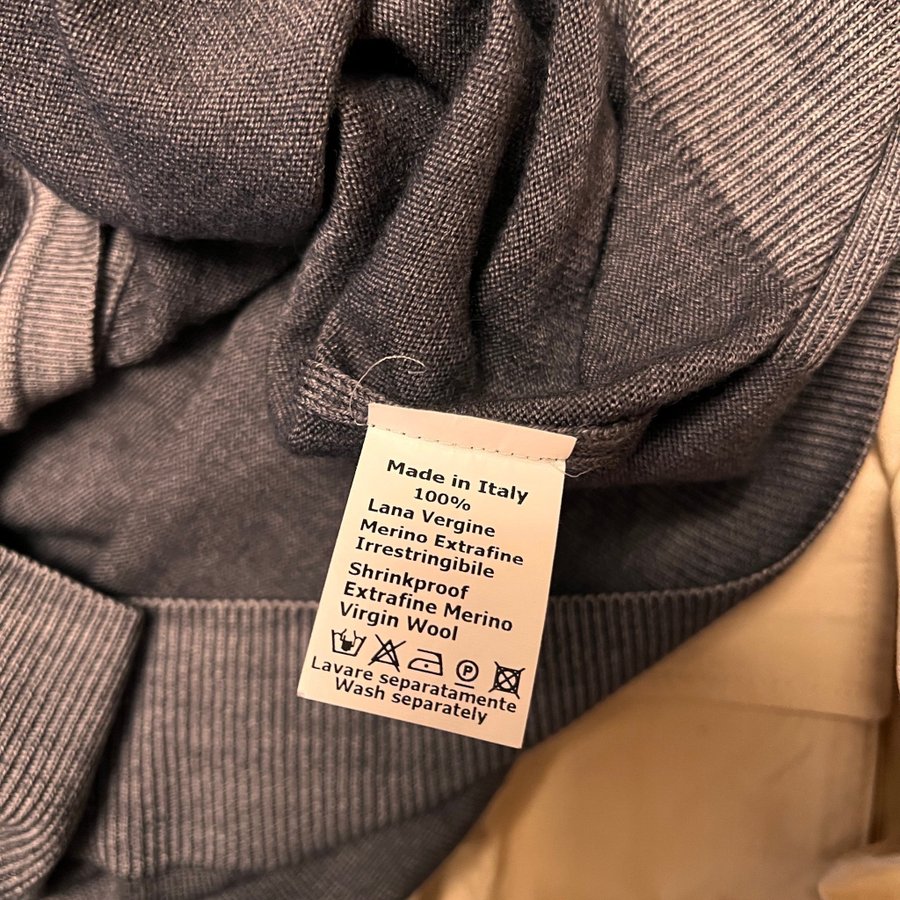 Made in Italy
100%
Lana Vergine
Merino Extrafine
Irrestringibile
Shrinkproof
Extrafine Merino
Virgin Wool
P
Lavare separatamente
Wash separately